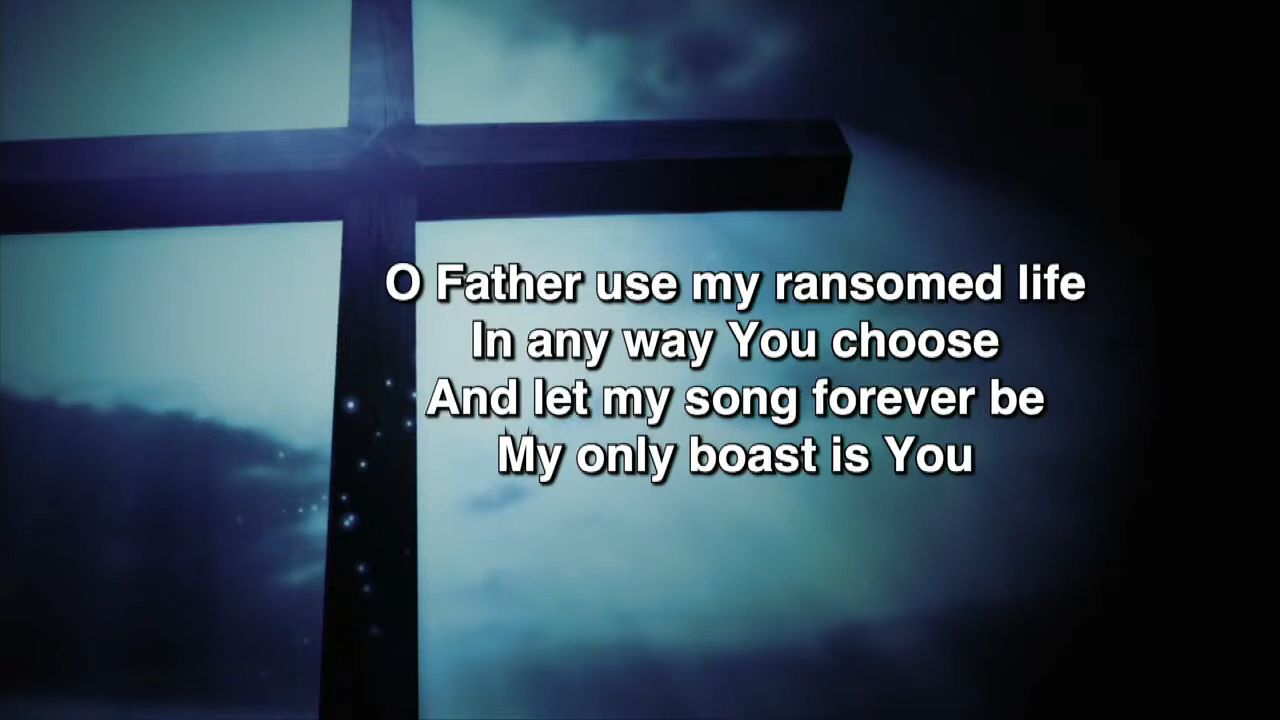 O Father use my ransomed life
In any way You choose
And let my song forever be
My only boast is You